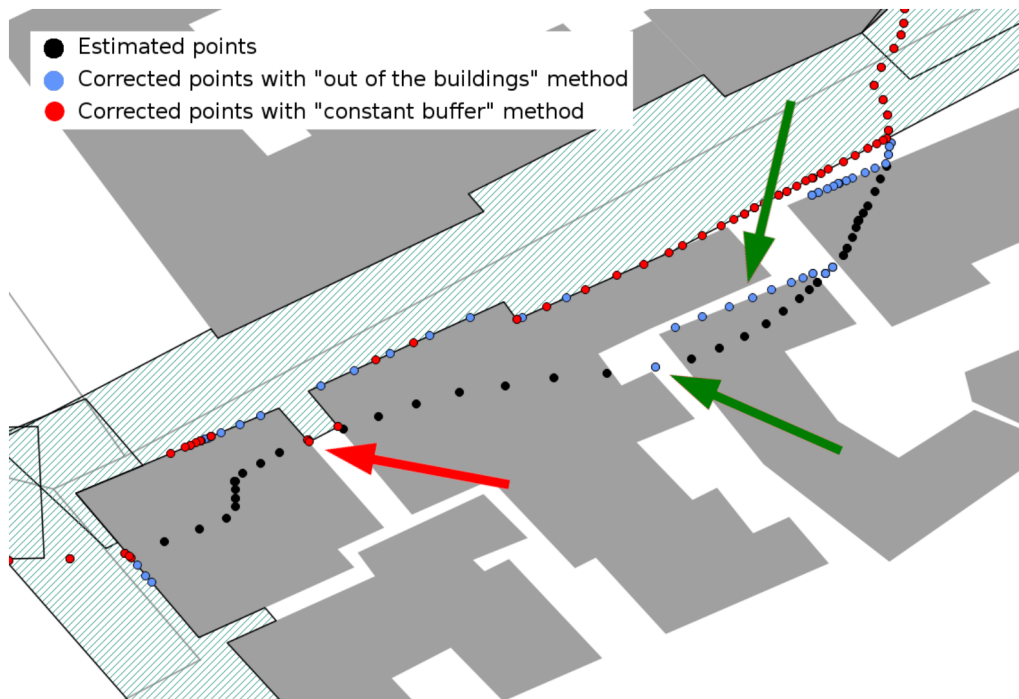 Estimated points
Corrected points with "out of the buildings" method
Corrected points with "constant buffer" method